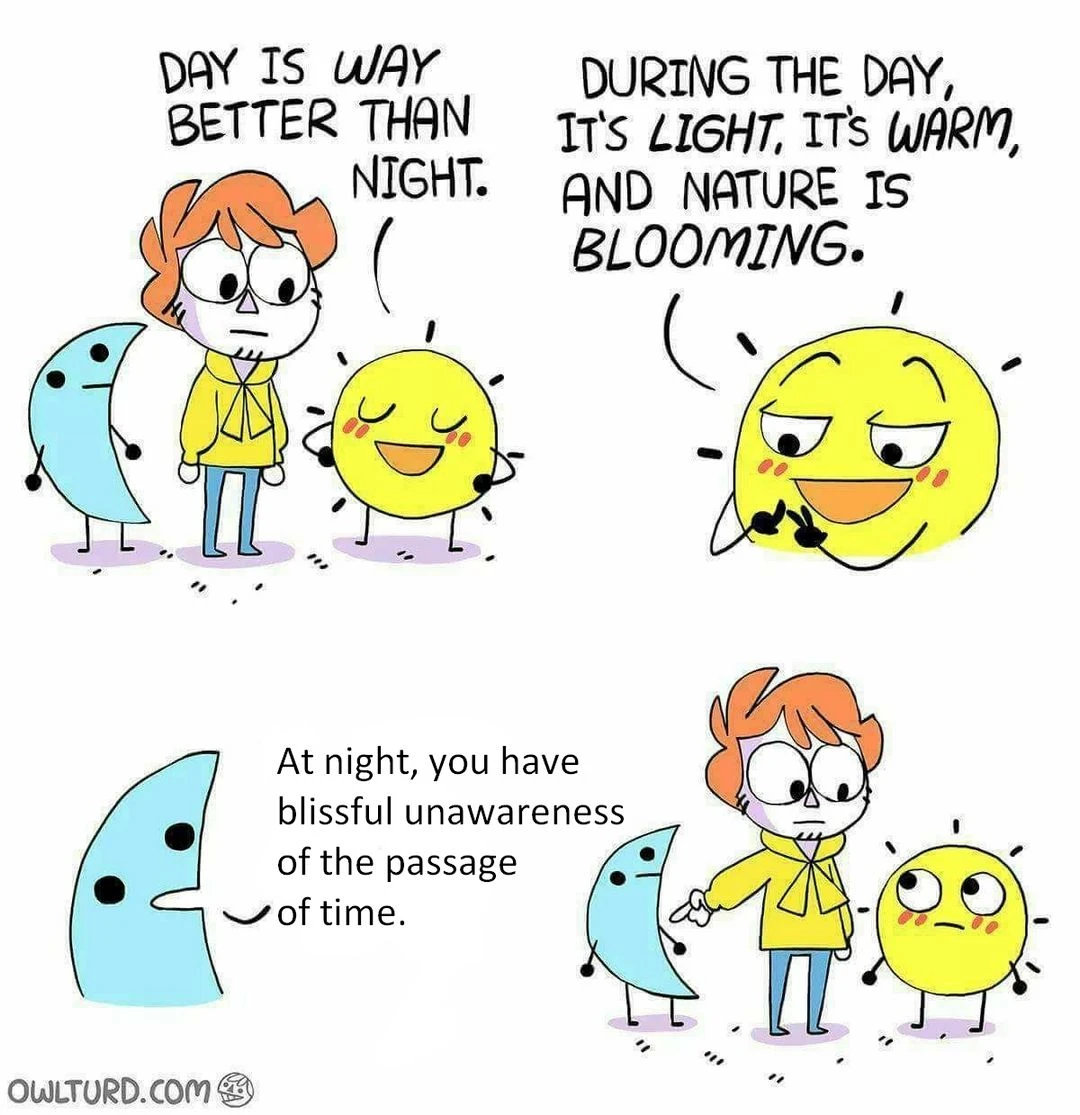 DAY IS WAY
BETTER THAN
NIGHT.
DURING THE DAY,
IT'S LIGHT, IT'S WARM,
AND NATURE IS
BLOOMING.
At night, you have
blissful unawareness
of the passage
of time.
OWLTURD.COM